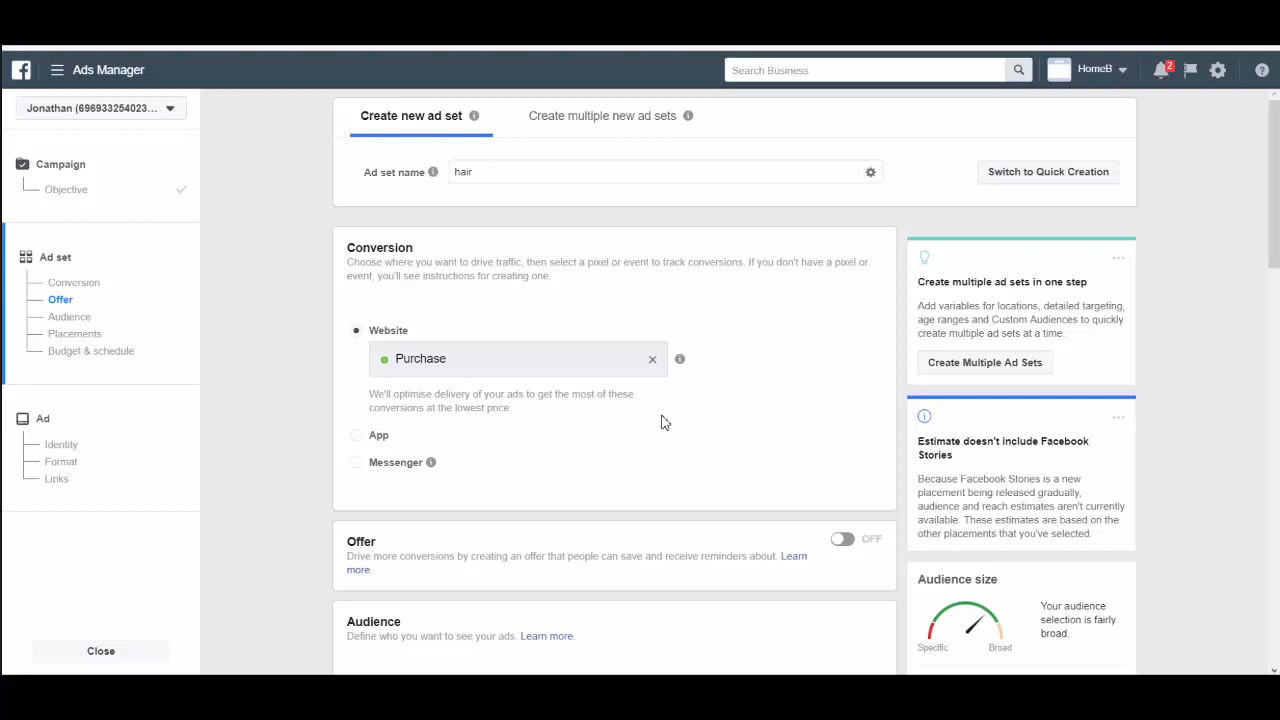 Ads Manager
Search Business
HomeB
2
Jonathan (696933254023...
Campaign
Objective
Ad set
Conversion
Offer
Audience
Placements
Budget & schedule
Ad
Identity
Format
Links
Close
Create new ad set
Create multiple new ad sets
Ad set name
hair
Switch to Quick Creation
Conversion
Choose where you want to drive traffic, then select a pixel or event to track conversions. If you don't have a pixel or
event, you'll see instructions for creating one.
Website
Purchase
We'll optimise delivery of your ads to get the most of these
conversions at the lowest price.
App
Messenger
Offer
OFF
Drive more conversions by creating an offer that people can save and receive reminders about. Learn
more.
Audience
Define who you want to see your ads. Learn more.
Create multiple ad sets in one step
Add variables for locations, detailed targeting,
age ranges and Custom Audiences to quickly
create multiple ad sets at a time.
Create Multiple Ad Sets
Estimate doesn't include Facebook
Stories
Because Facebook Stories is a new
placement being released gradually,
audience and reach estimates aren't currently
available. These estimates are based on the
other placements that you've selected.
Audience size
Your audience
selection is fairly
broad.
Specific
Broad